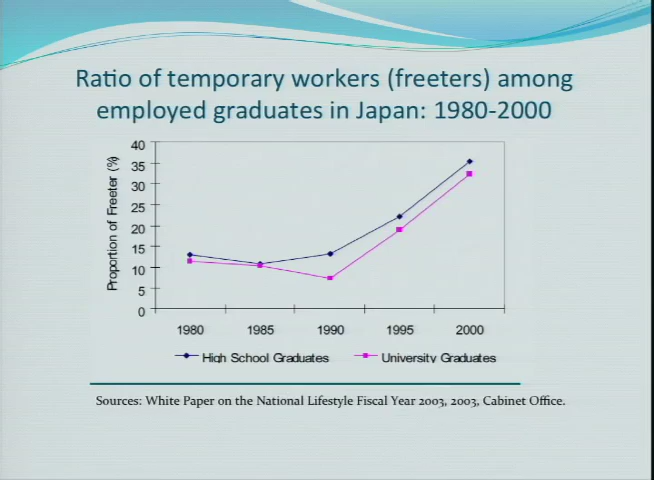 Ratio of temporary workers (freeters) among
employed graduates in Japan: 1980-2000
Proportion of Freeter (%)
40
35
30
25
20
15
10
5
0
1980 1985 1990 1995 2000
High School Graduates University Graduates
Sources: White Paper on the National Lifestyle Fiscal Year 2003, 2003, Cabinet Office.